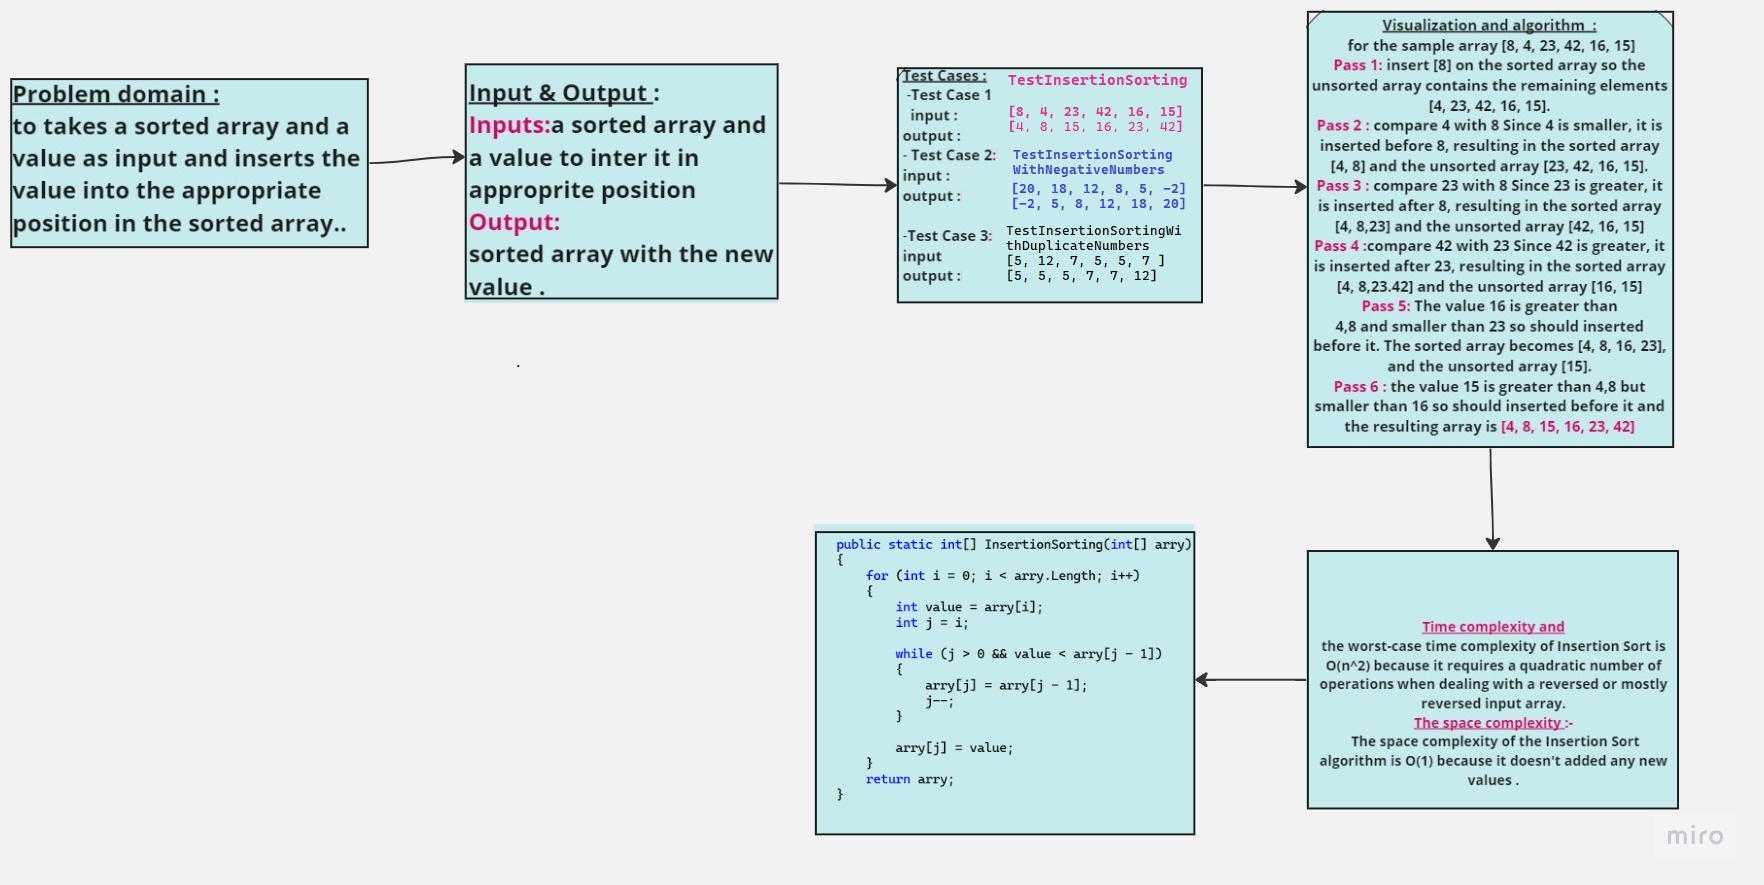 Problem domain :
to takes a sorted array and a
value as input and inserts the
value into the appropriate
position in the sorted array..
Input & Output :
Inputs:a sorted array and
a value to inter it in
approprite position
Output:
sorted array with the new
value .
Test Cases :
TestInsertionSorting
-Test Case 1
input :
[8, 4, 23, 42, 16, 15]
output :
[4, 8, 15, 16, 23, 42]
- Test Case 2:
TestInsertionSorting
WithNegativeNumbers
input :
[20, 18, 12, 8, 5, -2]
output :
[-2, 5, 8, 12, 18, 20]
-Test Case 3:
TestInsertionSortingWi
thDuplicateNumbers
input
[5, 12, 7, 5, 5, 7 ]
output :
[5, 5, 5, 7, 7, 12]
Visualization and algorithm :
for the sample array [8, 4, 23, 42, 16, 15]
Pass 1: insert [8] on the sorted array so the
unsorted array contains the remaining elements
[4, 23, 42, 16, 15].
Pass 2 : compare 4 with 8 Since 4 is smaller, it is
inserted before 8, resulting in the sorted array
[4, 8] and the unsorted array [23, 42, 16, 15].
Pass 3 : compare 23 with 8 Since 23 is greater, it
is inserted after 8, resulting in the sorted array
[4, 8,23] and the unsorted array [42, 16, 15]
Pass 4 :compare 42 with 23 Since 42 is greater, it
is inserted after 23, resulting in the sorted array
[4, 8,23.42] and the unsorted array [16, 15]
Pass 5: The value 16 is greater than
4,8 and smaller than 23 so should inserted
before it. The sorted array becomes [4, 8, 16, 23],
and the unsorted array [15].
Pass 6 : the value 15 is greater than 4,8 but
smaller than 16 so should inserted before it and
the resulting array is [4, 8, 15, 16, 23, 42]
Time complexity and
the worst-case time complexity of Insertion Sort is
O(n^2) because it requires a quadratic number of
operations when dealing with a reversed or mostly
reversed input array.
The space complexity :-
The space complexity of the Insertion Sort
algorithm is O(1) because it doesn't added any new
values .
public static int[] InsertionSorting(int[] arry)
{
for (int i = 0; i < arry.Length; i++)
{
int value = arry[i];
int j = i;
while (j > 0 && value < arry[j - 1])
{
arry[j] = arry[j - 1];
j--;
}
arry[j] = value;
}
return arry;
}
miro